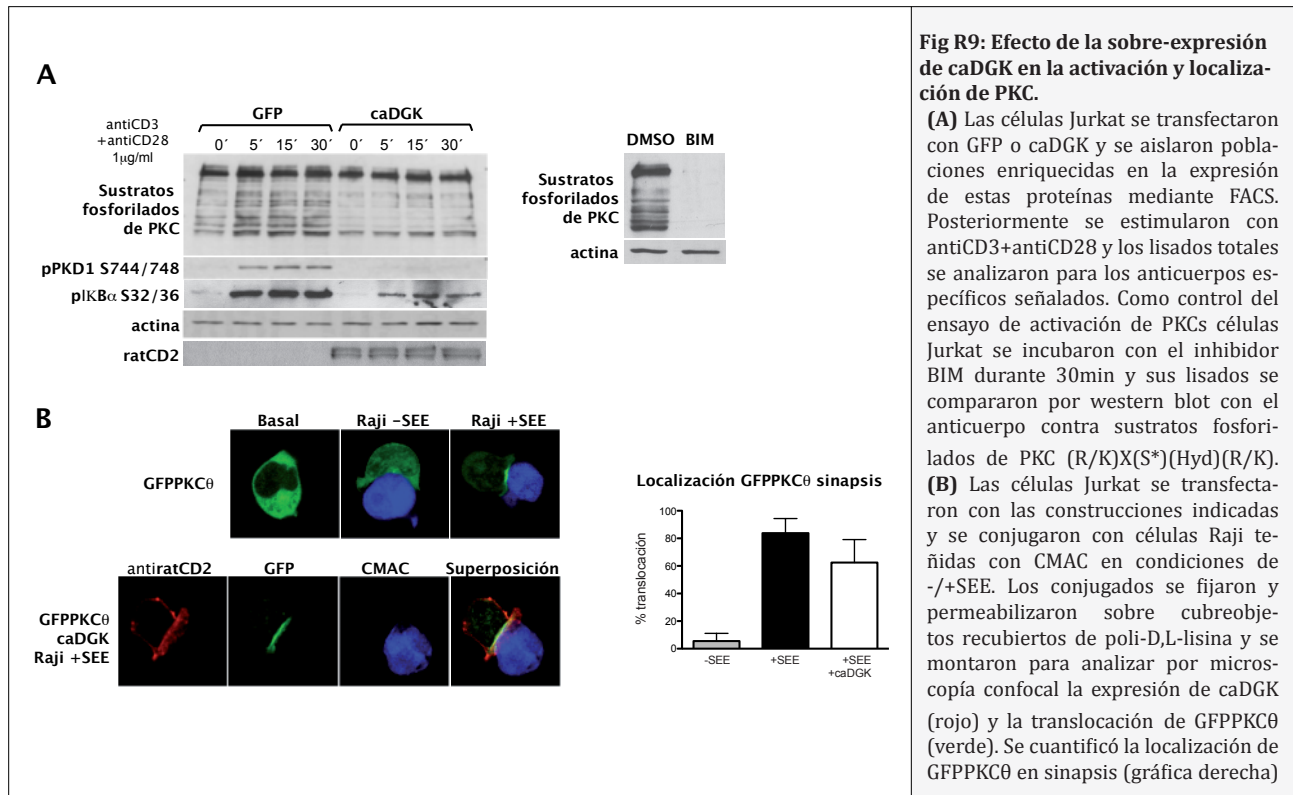 A
antiCD3
+antiCD28
1μg/ml
GFP
caDGK
0´ 5´ 15´ 30´ 0´ 5´ 15´ 30´
Sustratos
fosforilados
de PKC
pPKD1 S744/748
pIKBα S32/36
actina
ratCD2
DMSO BIM
Sustratos
fosforilados
de PKC
actina
B
Basal
Raji -SEE
Raji +SEE
GFPPKCθ
antiratCD2
GFP
CMAC
Superposición
GFPPKCθ
caDGK
Raji +SEE
Localización GFPPKCθ sinapsis
% translocación
100
80
60
40
20
0
-SEE
+SEE
+SEE
+caDGK
Fig R9: Efecto de la sobre-expresión
de caDGK en la activación y localiza-
ción de PKC.
(A) Las células Jurkat se transfectaron
con GFP o caDGK y se aislaron pobla-
ciones enriquecidas en la expresión
de estas proteínas mediante FACS.
Posteriormente se estimularon con
antiCD3+antiCD28 y los lisados totales
se analizaron para los anticuerpos es-
pecíficos señalados. Como control del
ensayo de activación de PKCs células
Jurkat se incubaron con el inhibidor
BIM durante 30min y sus lisados se
compararon por western blot con el
anticuerpo contra sustratos fosfori-
lados de PKC (R/K)X(S*)(Hyd)(R/K).
(B) Las células Jurkat se transfecta-
ron con las construcciones indicadas
y se conjugaron con células Raji te-
ñidas con CMAC en condiciones de
-/+SEE. Los conjugados se fijaron y
permeabilizaron sobre cubreobje-
tos recubiertos de poli-D,L-lisina y se
montaron para analizar por micros-
copía confocal la expresión de caDGK
(rojo) y la translocación de GFPPKCθ
(verde). Se cuantificó la localización de
GFPPKCθ en sinapsis (gráfica derecha)